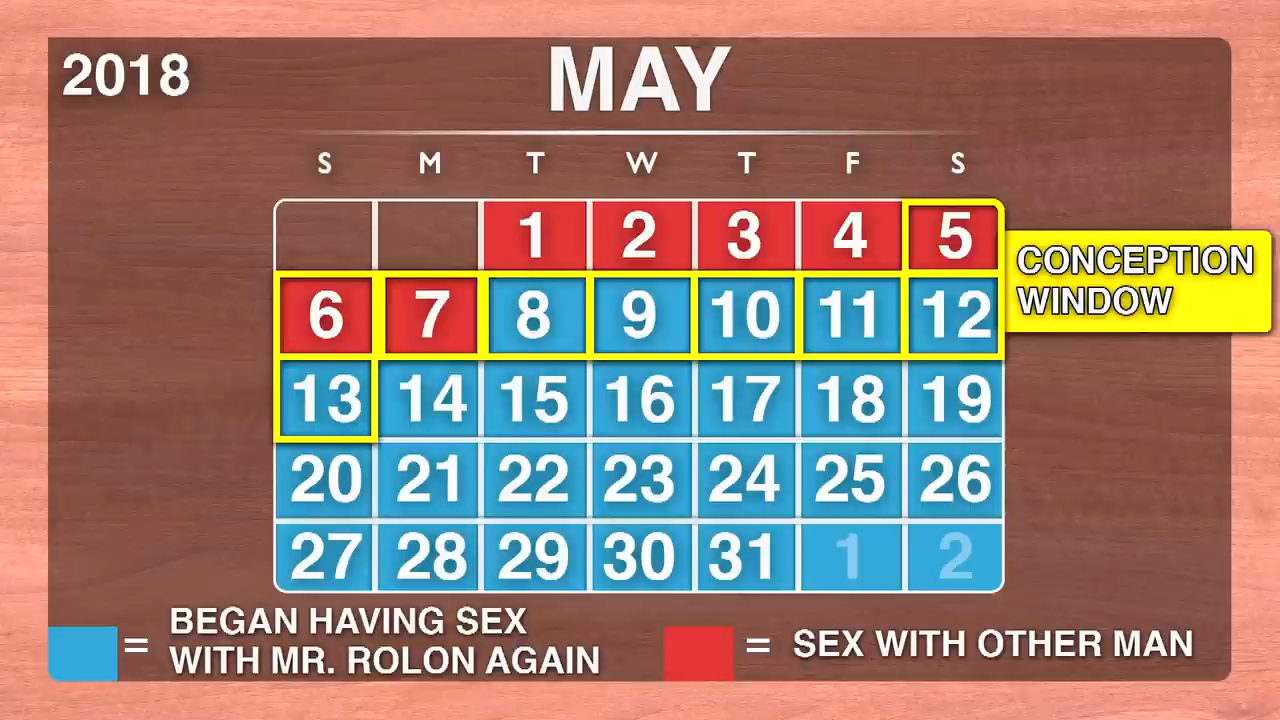 2018
MAY
S M T W T F S
1 2 3 4 5
CONCEPTION
WINDOW
6 7 8 9 10 11 12
13 14 15 16 17 18 19
20 21 22 23 24 25 26
27 28 29 30 31 1 2
= BEGAN HAVING SEX
WITH MR. ROLON AGAIN
= SEX WITH OTHER MAN